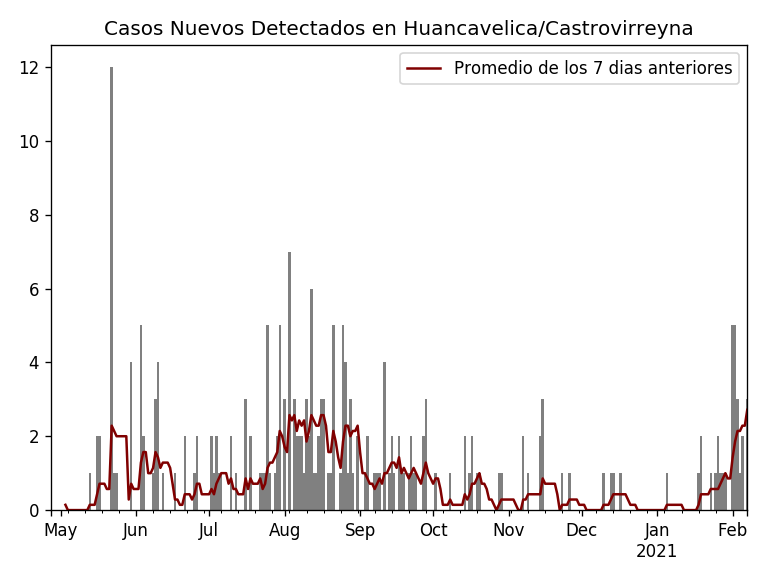 Casos Nuevos Detectados en Huancavelica/Castrovirreyna
Promedio de los 7 dias anteriores
12
10
8
6
4
2
0
May Jun Jul Aug Sep Oct Nov Dec Jan Feb
2021